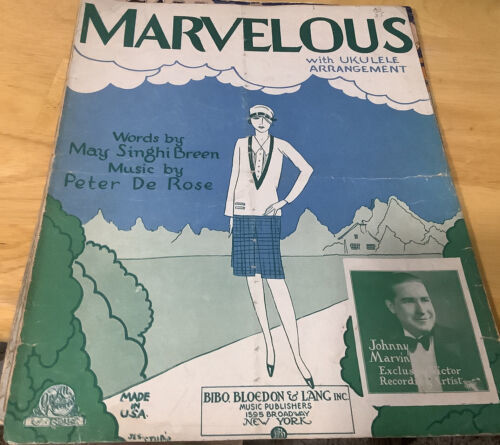 MARVELOUS
with UKULELE
ARRANGEMENT
Words by
May Singhi Breen
Music by
Peter De Rose
Johnny
Marvin
Exclusive Victor
Recording Artist
MADE
IN
U.S.A.
BIBO, BLOEDON & LANG INC.
MUSIC PUBLISHERS
1595 BROADWAY
NEW YORK